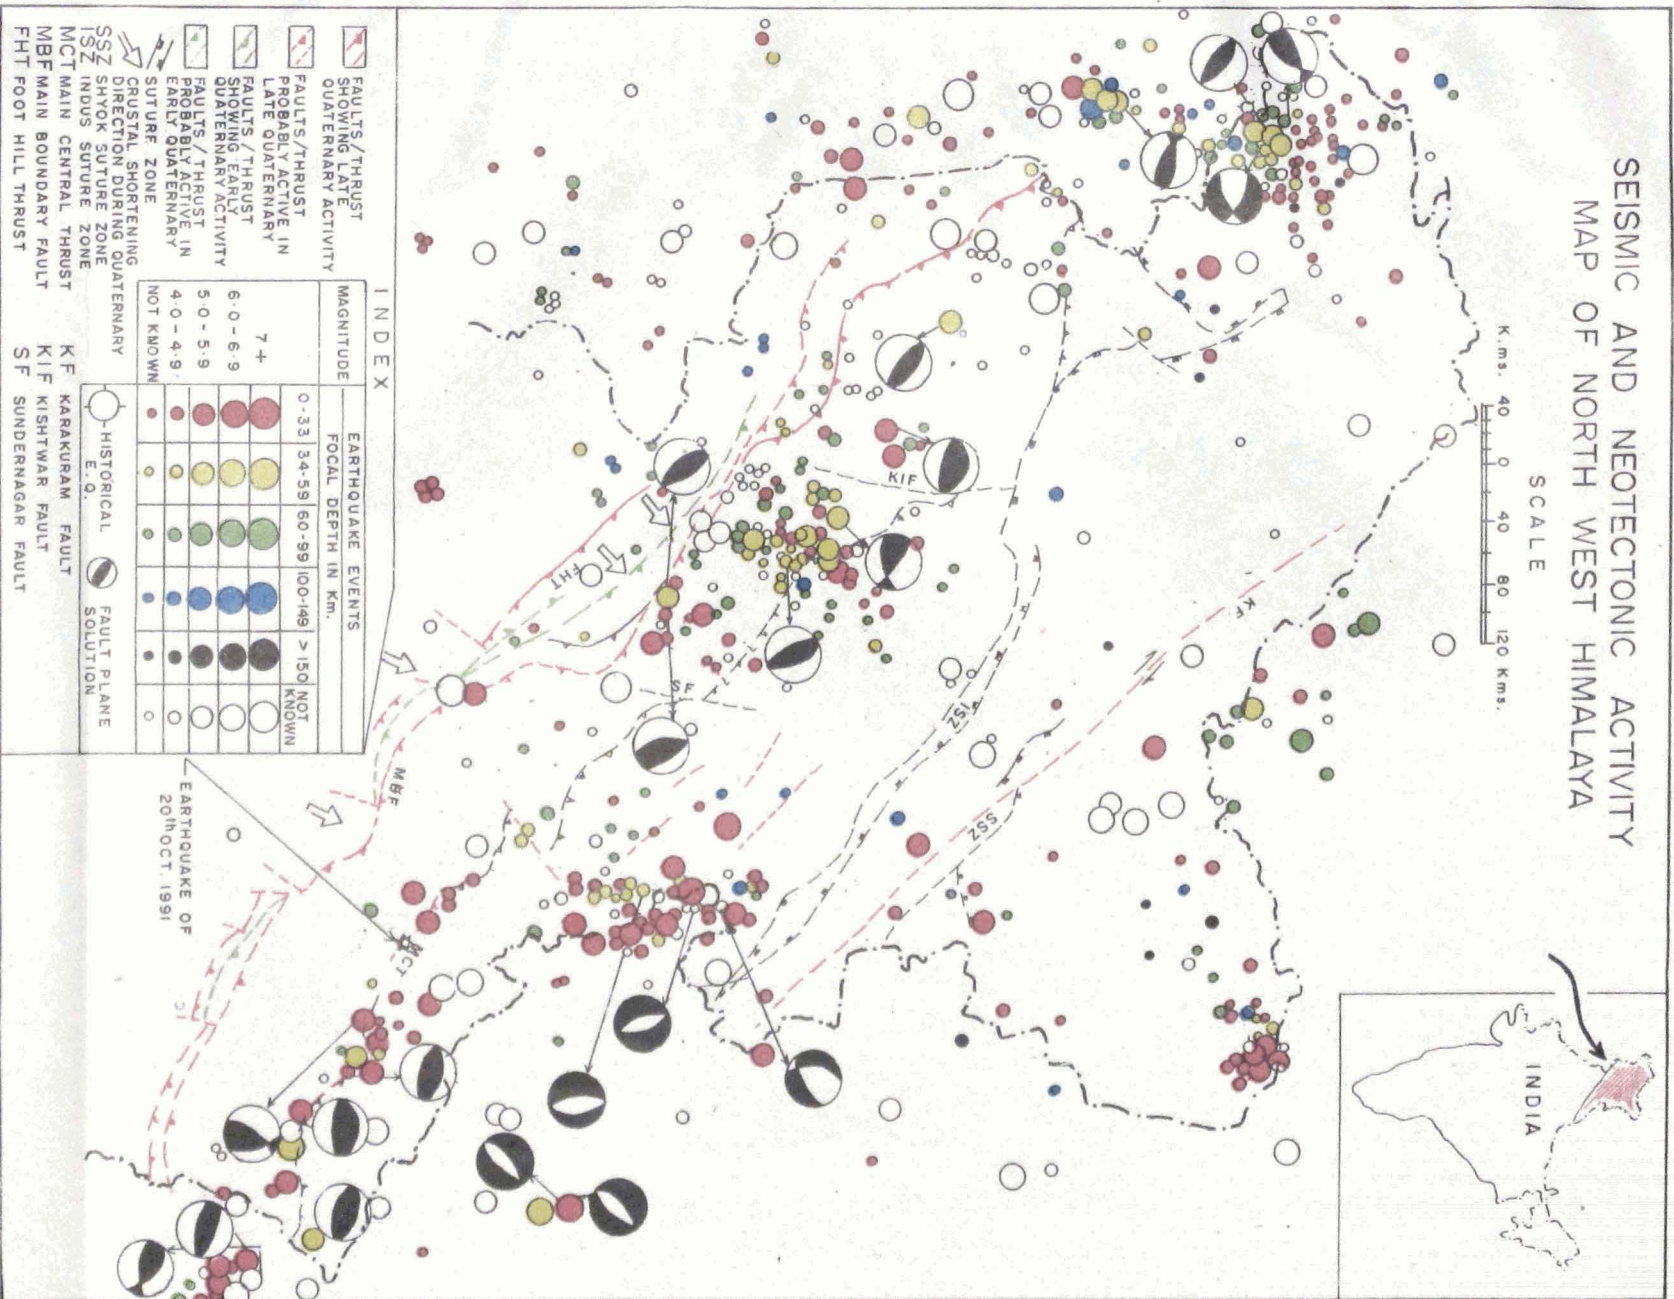 SEISMIC AND NEOTECTONIC ACTIVITY
MAP OF NORTH WEST HIMALAYA
SCALE
K.ms. 40 0 40 80 120 Kms.
INDIA
KF
ISZ
SSZ
KIF
SF
FHT
MBF
MCT
EARTHQUAKE OF
20th OCT. 1991
INDEX
FAULTS/THRUST
SHOWING LATE
QUATERNARY ACTIVITY
FAULTS/THRUST
PROBABLY ACTIVE IN
LATE QUATERNARY
FAULTS/THRUST
SHOWING EARLY
QUATERNARY ACTIVITY
FAULTS/THRUST
PROBABLY ACTIVE IN
EARLY QUATERNARY
SUTURE ZONE
CRUSTAL SHORTENING
DIRECTION DURING QUATERNARY
SSZ SHYOK SUTURE ZONE
ISZ INDUS SUTURE ZONE
MCT MAIN CENTRAL THRUST
MBF MAIN BOUNDARY FAULT
FHT FOOT HILL THRUST
KF KARAKURAM FAULT
KIF KISHTWAR FAULT
SF SUNDERNAGAR FAULT
MAGNITUDE
EARTHQUAKE EVENTS
FOCAL DEPTH IN Km.
0-33 34-59 60-99 100-149 >150 NOT KNOWN
7+
6·0-6·9
5·0-5·9
4·0-4·9
NOT KNOWN
HISTORICAL
E.Q.
FAULT PLANE
SOLUTION